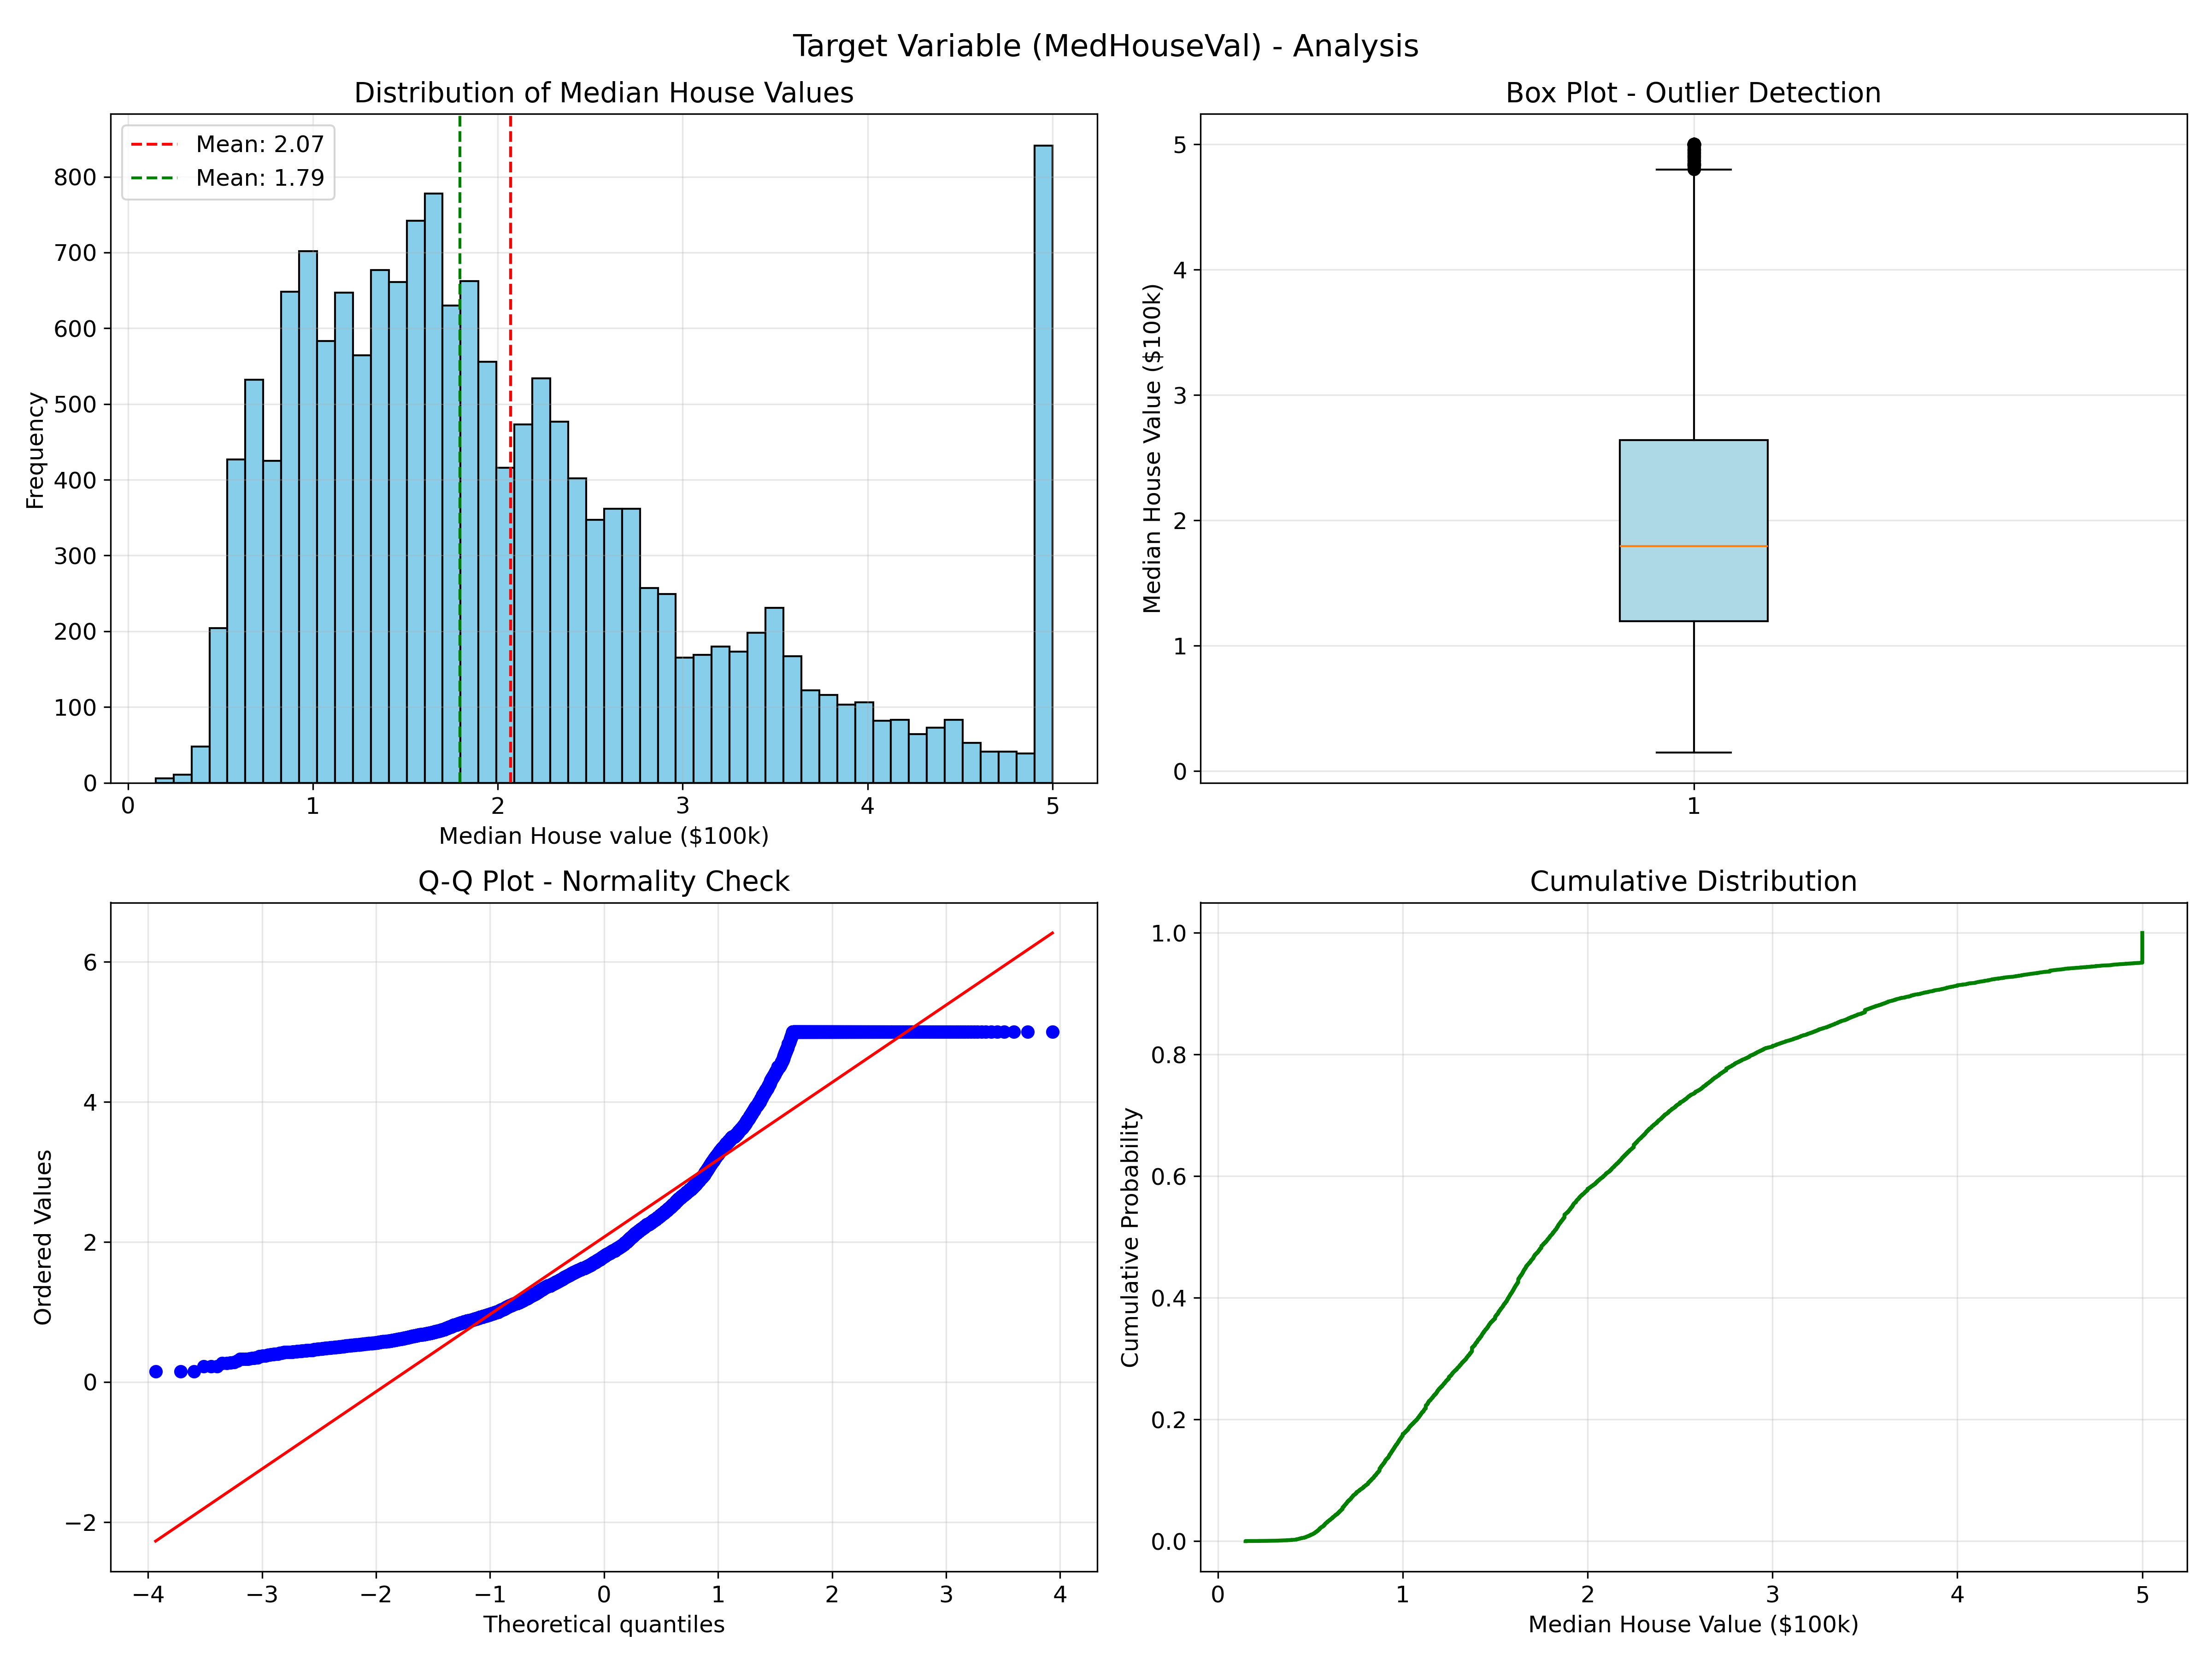 Target Variable (MedHouseVal) - Analysis
Distribution of Median House Values
Mean: 2.07
Mean: 1.79
Frequency
800
700
600
500
400
300
200
100
0
0 1 2 3 4 5
Median House value ($100k)
Box Plot - Outlier Detection
Median House Value ($100k)
5
4
3
2
1
0
1
Q-Q Plot - Normality Check
Ordered Values
6
4
2
0
−2
−4 −3 −2 −1 0 1 2 3 4
Theoretical quantiles
Cumulative Distribution
Cumulative Probability
1.0
0.8
0.6
0.4
0.2
0.0
0 1 2 3 4 5
Median House Value ($100k)